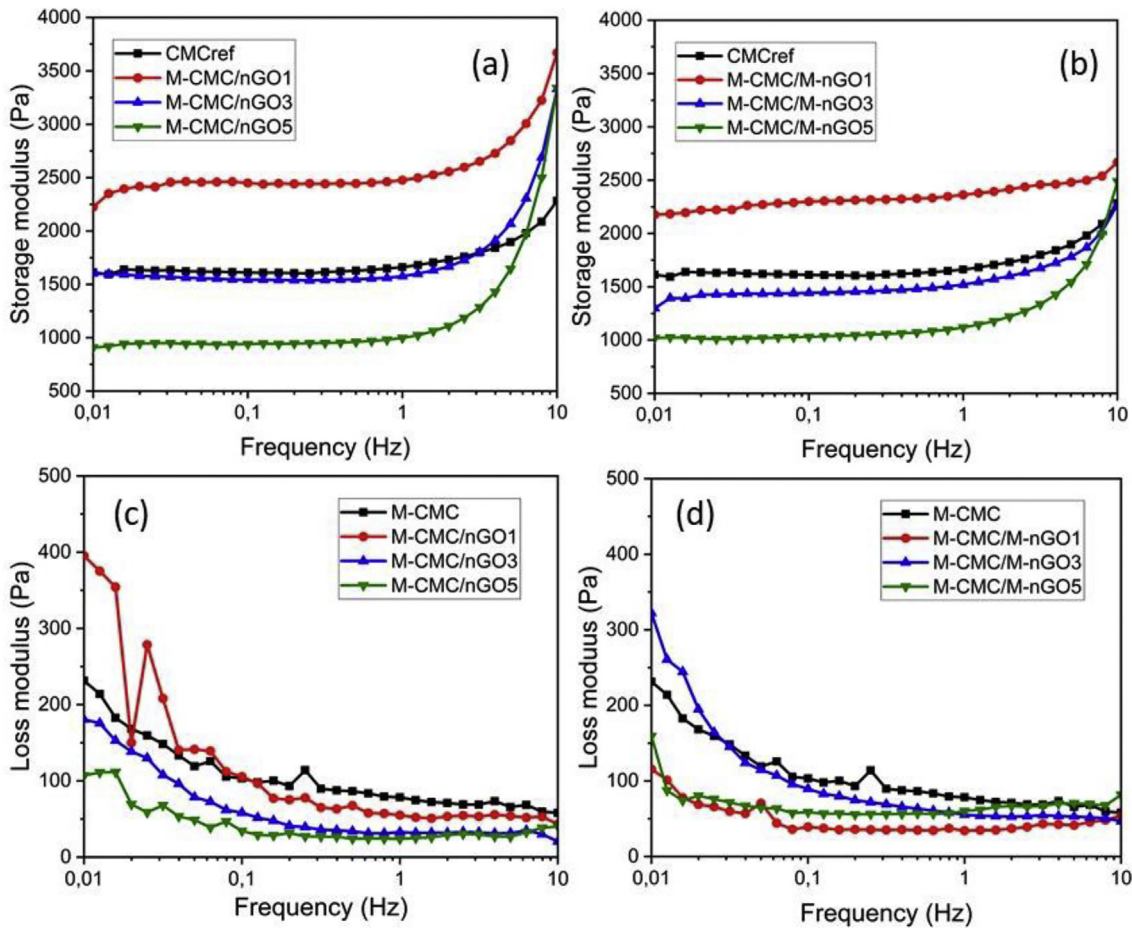 (a)
CMCref
M-CMC/nGO1
M-CMC/nGO3
M-CMC/nGO5
Storage modulus (Pa)
4000
3500
3000
2500
2000
1500
1000
500
0,01
0,1
1
10
Frequency (Hz)
(b)
CMCref
M-CMC/M-nGO1
M-CMC/M-nGO3
M-CMC/M-nGO5
Storage modulus (Pa)
4000
3500
3000
2500
2000
1500
1000
500
0,01
0,1
1
10
Frequency (Hz)
(c)
M-CMC
M-CMC/nGO1
M-CMC/nGO3
M-CMC/nGO5
Loss modulus (Pa)
500
400
300
200
100
0
0,01
0,1
1
10
Frequency (Hz)
(d)
M-CMC
M-CMC/M-nGO1
M-CMC/M-nGO3
M-CMC/M-nGO5
Loss moduus (Pa)
500
400
300
200
100
0
0,01
0,1
1
10
Frequency (Hz)